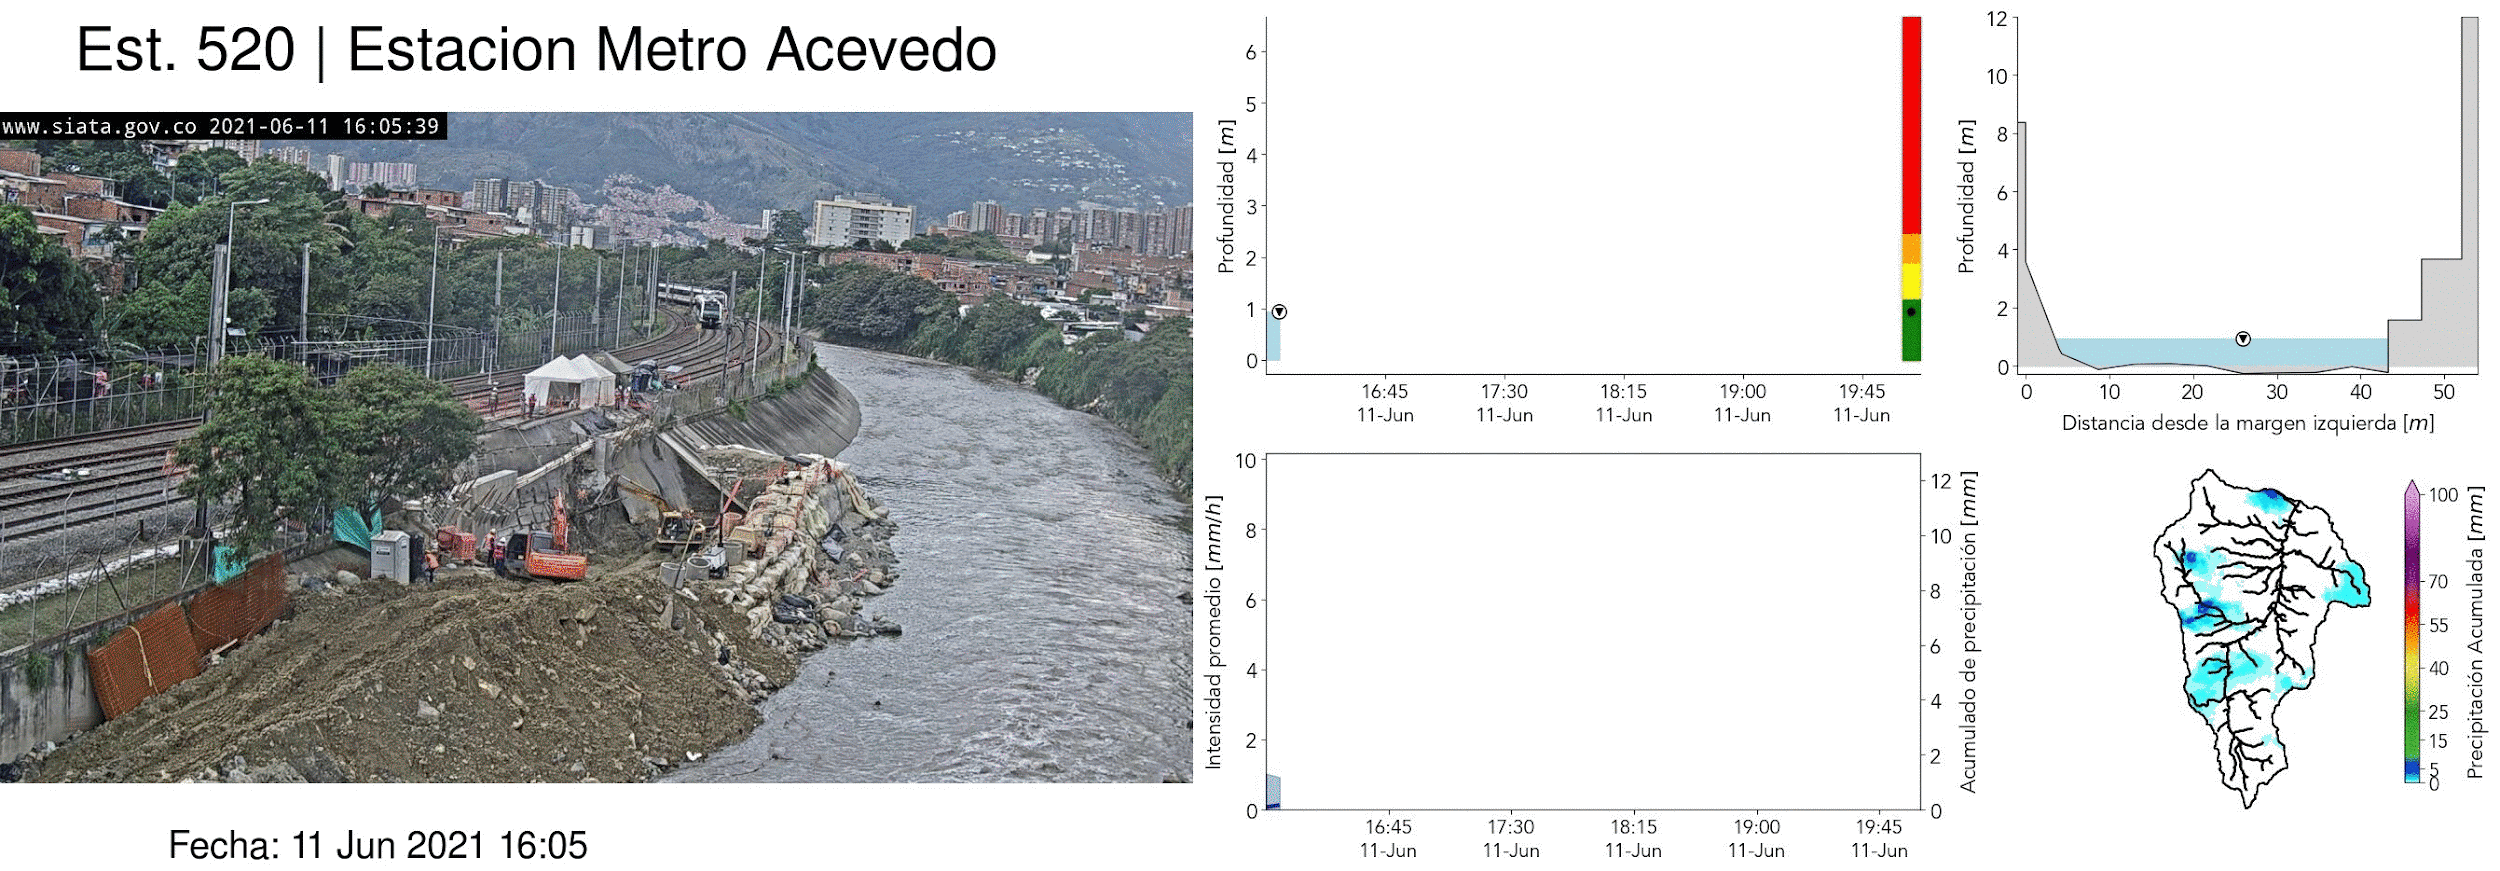 Est. 520 | Estacion Metro Acevedo
www.siata.gov.co 2021-06-11 16:05:39
Fecha: 11 Jun 2021 16:05
Profundidad [m]
6
5
4
3
2
1
0
16:45 17:30 18:15 19:00 19:45
11-Jun 11-Jun 11-Jun 11-Jun 11-Jun
Profundidad [m]
12
10
8
6
4
2
0
0 10 20 30 40 50
Distancia desde la margen izquierda [m]
Intensidad promedio [mm/h]
10
8
6
4
2
0
16:45 17:30 18:15 19:00 19:45
11-Jun 11-Jun 11-Jun 11-Jun 11-Jun
12
10
8
6
4
2
0
Acumulado de precipitación [mm]
100
70
55
40
25
15
5
0
Precipitación Acumulada [mm]